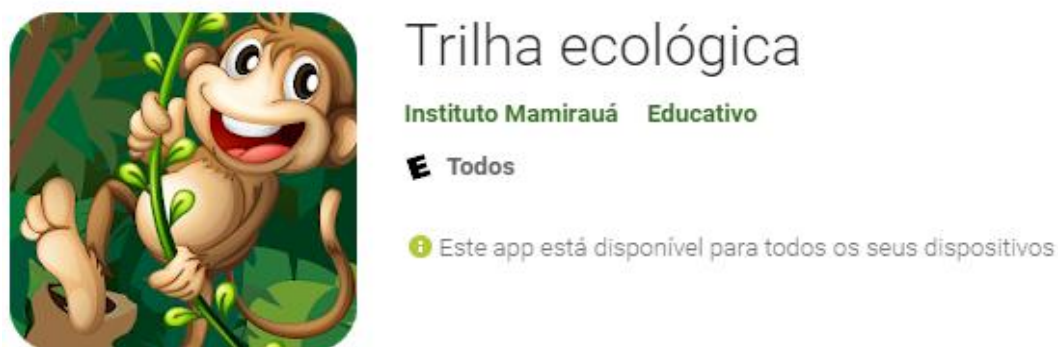 Trilha ecológica
Instituto Mamirauá Educativo
E Todos
Este app está disponível para todos os seus dispositivos